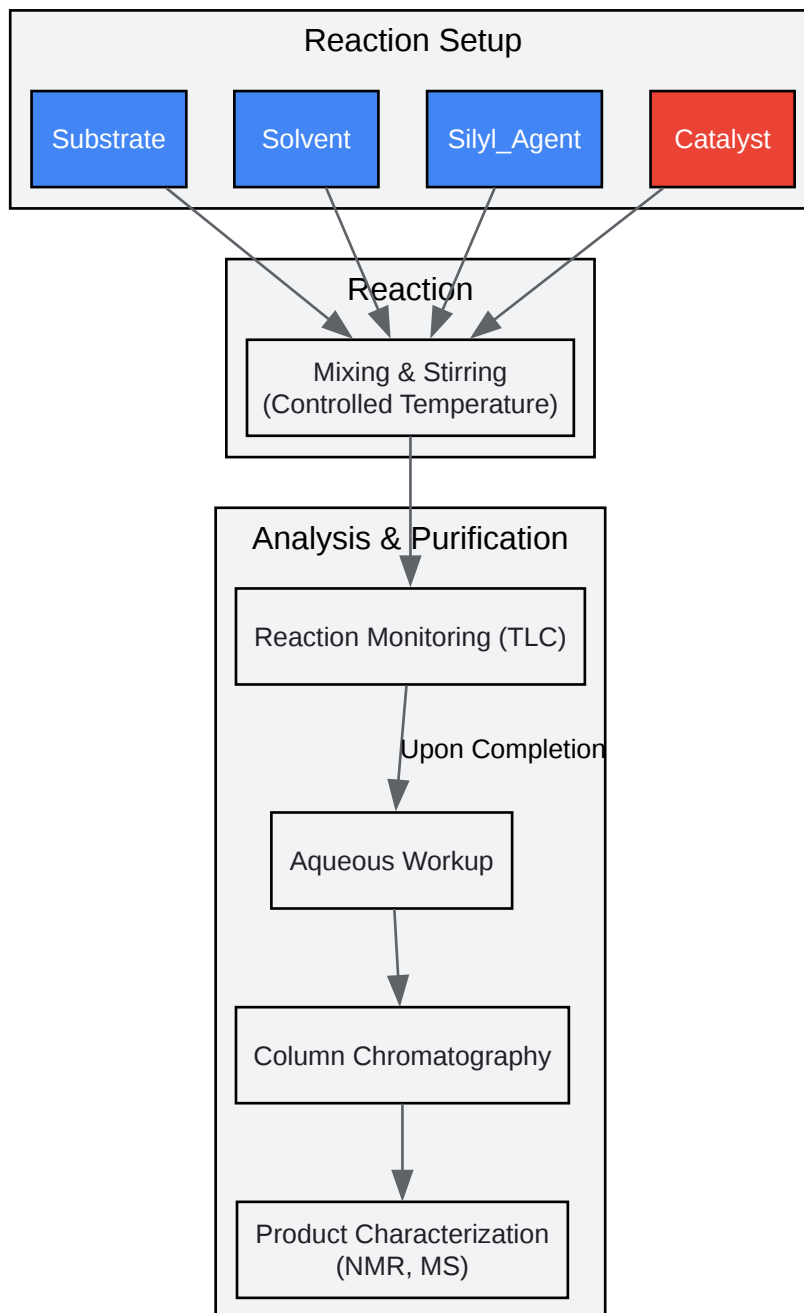 Reaction Setup
Substrate
Solvent
Silyl_Agent
Catalyst
Reaction
Mixing & Stirring
(Controlled Temperature)
Analysis & Purification
Reaction Monitoring (TLC)
Upon Completion
Aqueous Workup
Column Chromatography
Product Characterization
(NMR, MS)